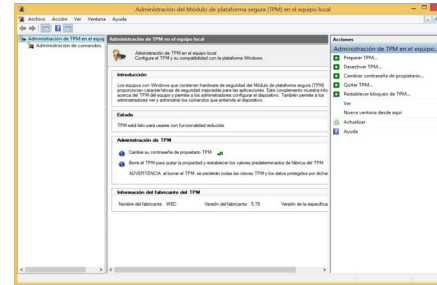 Administración del Módulo de plataforma segura (TPM) en el equipo local
Archivo Acción Ver Ventana Ayuda
Administración de TPM en el equip
Administración de comandos
Administración de TPM en el equipo local
Administración de TPM en el equipo local
Configura el TPM y su compatibilidad con la plataforma Windows
Introducción
Los equipos con Windows que contienen hardware de seguridad del Módulo de plataforma segura (TPM)
proporcionan características de seguridad mejoradas para las aplicaciones. Este complemento muestra info
acerca del TPM del equipo y permite a los administradores configurar el dispositivo. También permite a los
administradores ver y administrar los comandos que entiende el dispositivo.
Estado
TPM está listo para usarse con funcionalidad reducida.
Administración de TPM
Cambie su contraseña de propietario TPM.
Borre el TPM para quitar la propiedad y restablecer los valores predeterminados de fábrica del TPM.
ADVERTENCIA: al borrar el TPM, se perderán todas las claves TPM y los datos protegidos por dicha
Información del fabricante del TPM
Nombre del fabricante: WEC Versión del fabricante: 5.78 Versión de la especifica
Acciones
Administración de TPM en el equipo...
Preparar TPM...
Desactivar TPM...
Cambiar contraseña de propietario...
Quitar TPM...
Restablecer bloqueo de TPM...
Ver
Nueva ventana desde aquí
Actualizar
Ayuda